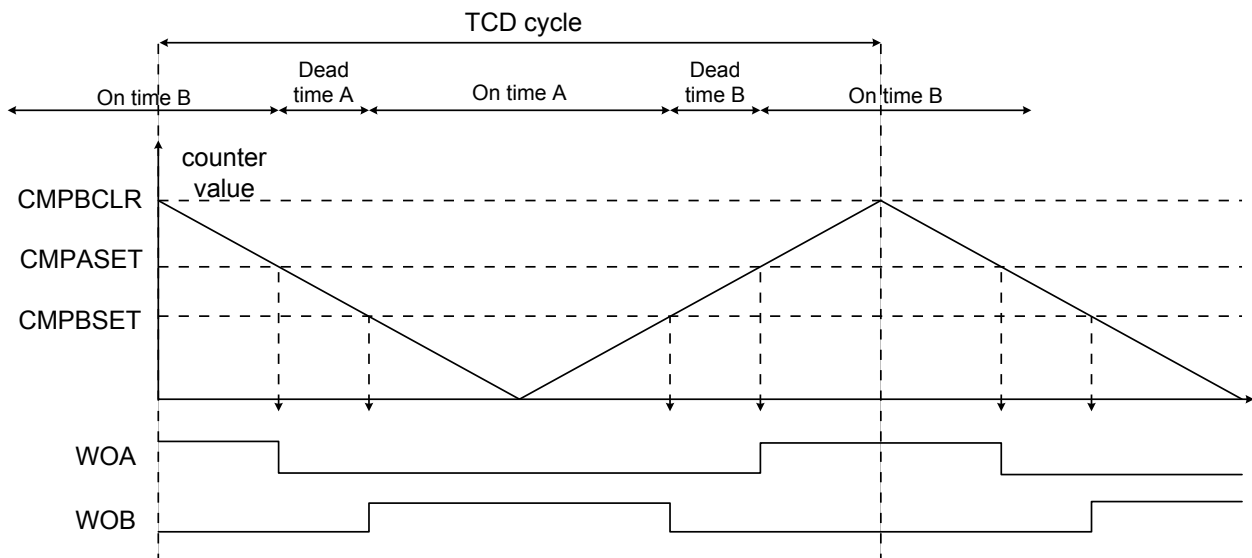 TCD cycle
On time B
Dead
time A
On time A
Dead
time B
On time B
counter
value
CMPBCLR
CMPASET
CMPBSET
WOA
WOB